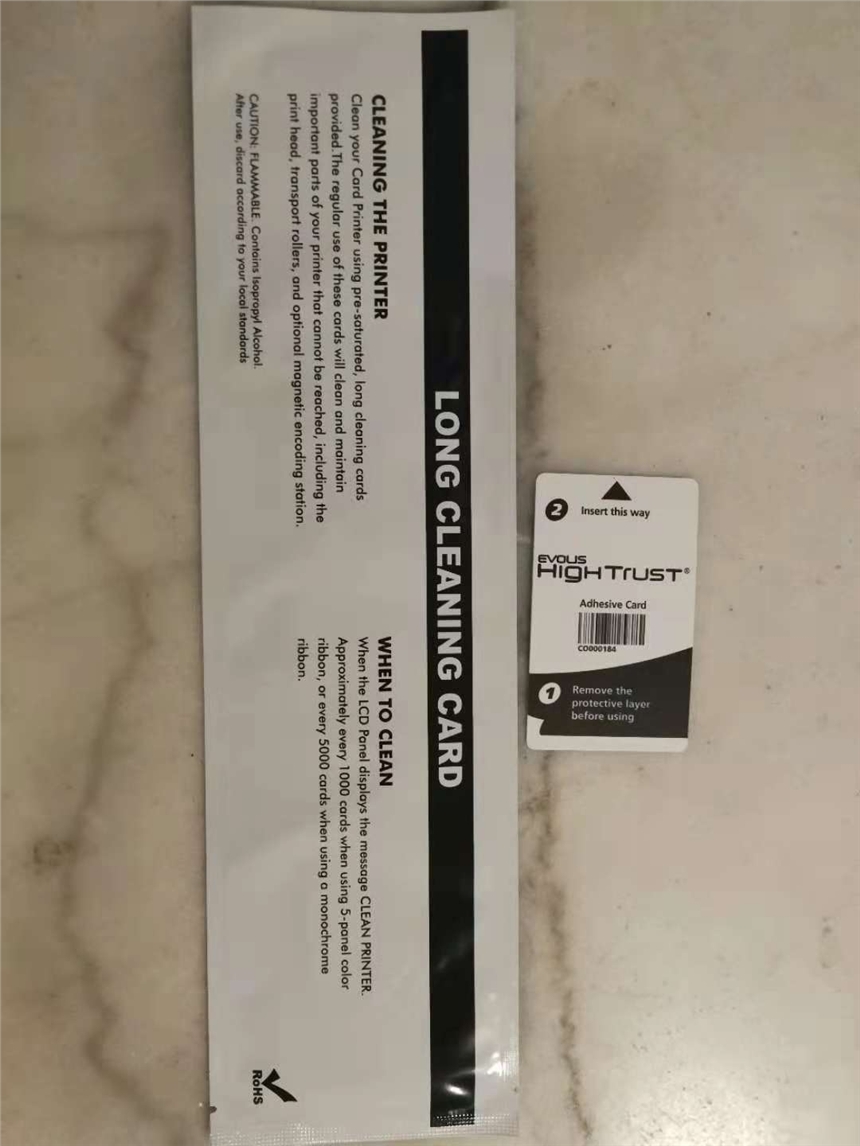 LONG CLEANING CARD
CLEANING THE PRINTER
Clean your Card Printer using pre-saturated, long cleaning cards
provided.The regular use of these cards will clean and maintain
important parts of your printer that cannot be reached, including the
print head, transport rollers, and optional magnetic encoding station.
CAUTION: FLAMMABLE. Contains Isopropyl Alcohol.
After use, discard according to your local standards
WHEN TO CLEAN
When the LCD Panel displays the message CLEAN PRINTER.
Approximately every 1000 cards when using 5-panel color
ribbon, or every 5000 cards when using a monochrome
ribbon.
RoHS
2 Insert this way
EVOLIS
HIGH TRUST®
Adhesive Card
CO000184
1 Remove the
protective layer
before using